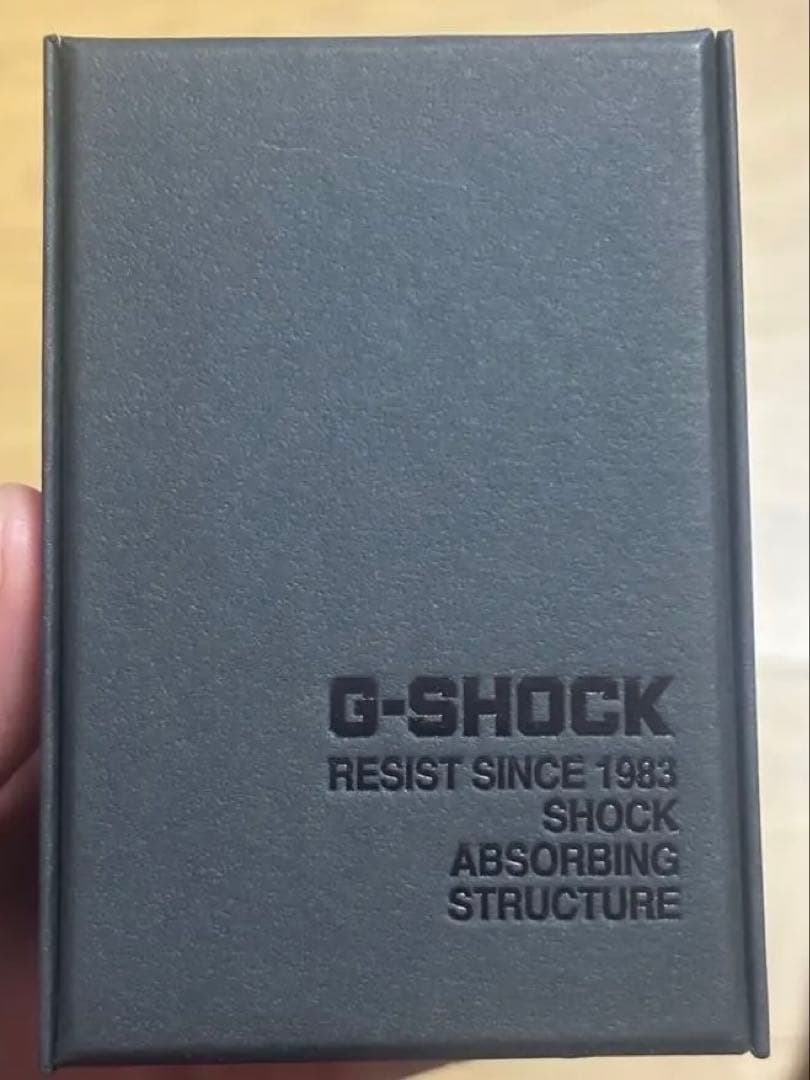 G-SHOCK
RESIST SINCE 1983
SHOCK
ABSORBING
STRUCTURE